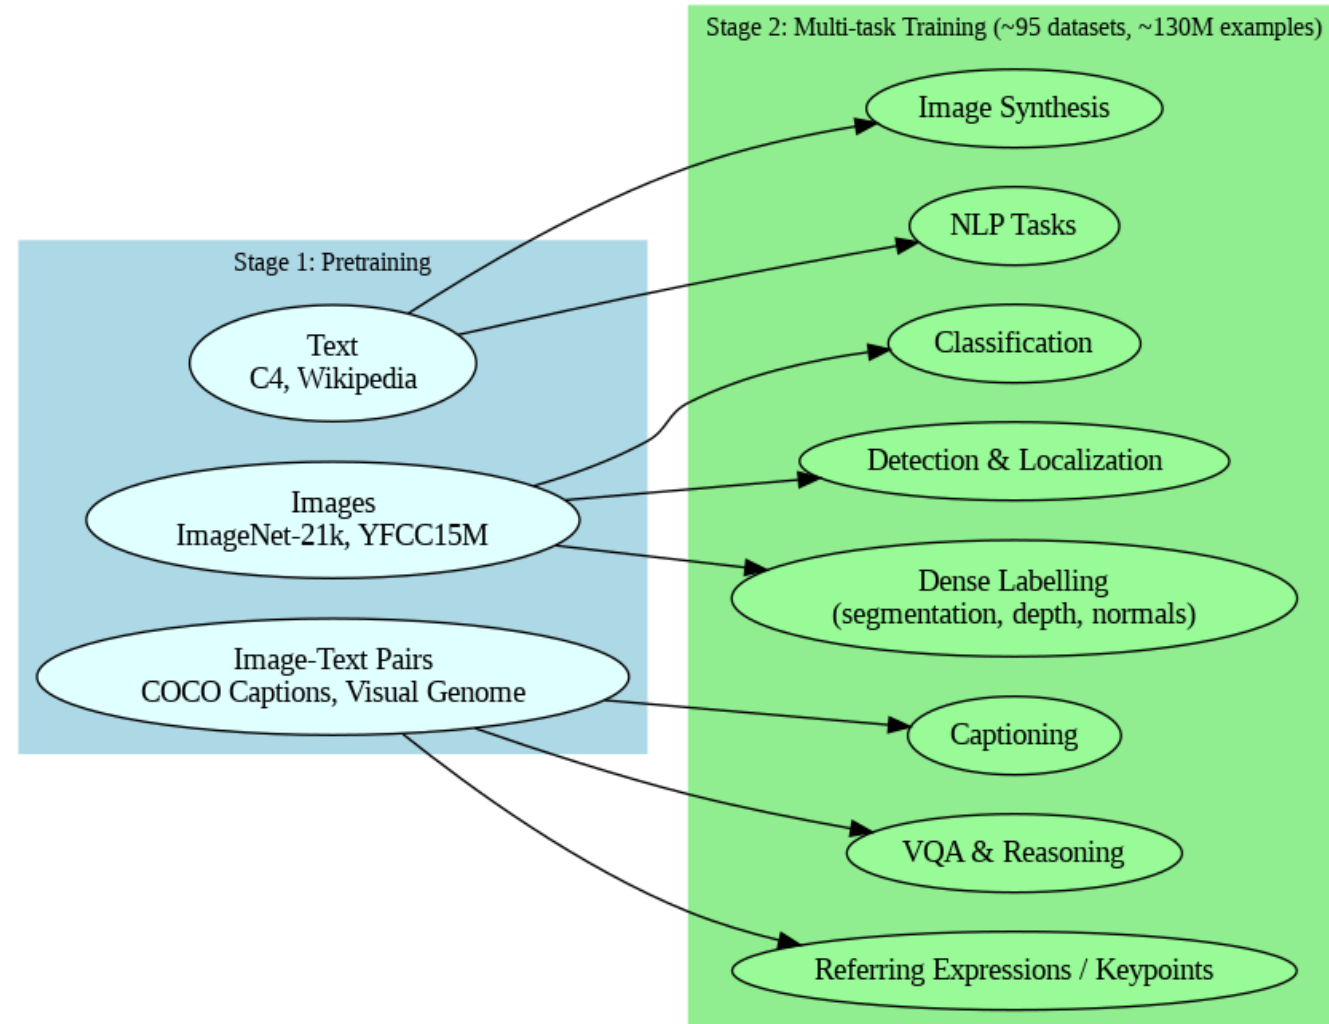 Stage 1: Pretraining
Text
C4, Wikipedia
Images
ImageNet-21k, YFCC15M
Image-Text Pairs
COCO Captions, Visual Genome
Stage 2: Multi-task Training (~95 datasets, ~130M examples)
Image Synthesis
NLP Tasks
Classification
Detection & Localization
Dense Labelling
(segmentation, depth, normals)
Captioning
VQA & Reasoning
Referring Expressions / Keypoints